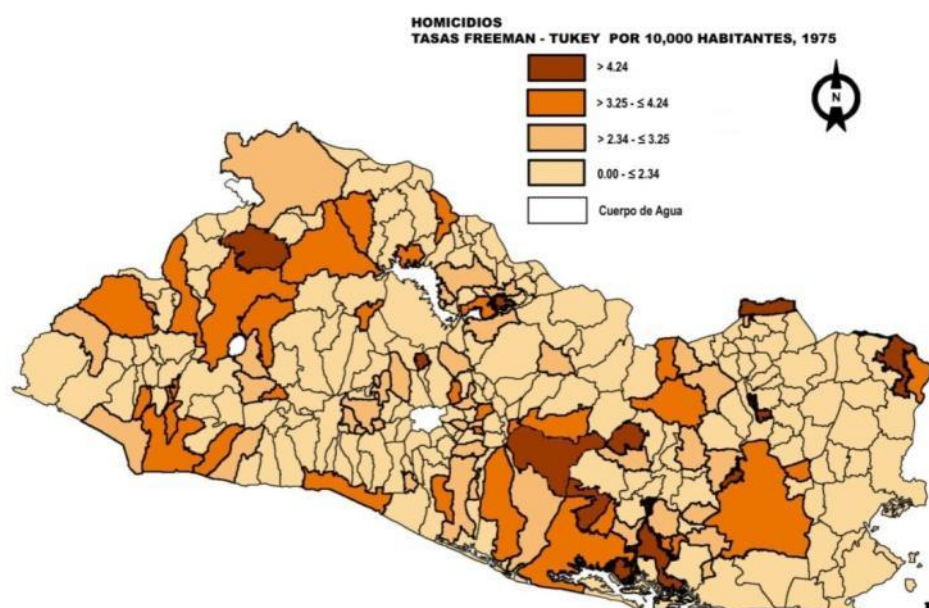 HOMICIDIOS
TASAS FREEMAN - TUKEY POR 10,000 HABITANTES, 1975
> 4.24
> 3.25 - ≤ 4.24
> 2.34 - ≤ 3.25
0.00 - ≤ 2.34
Cuerpo de Agua
N